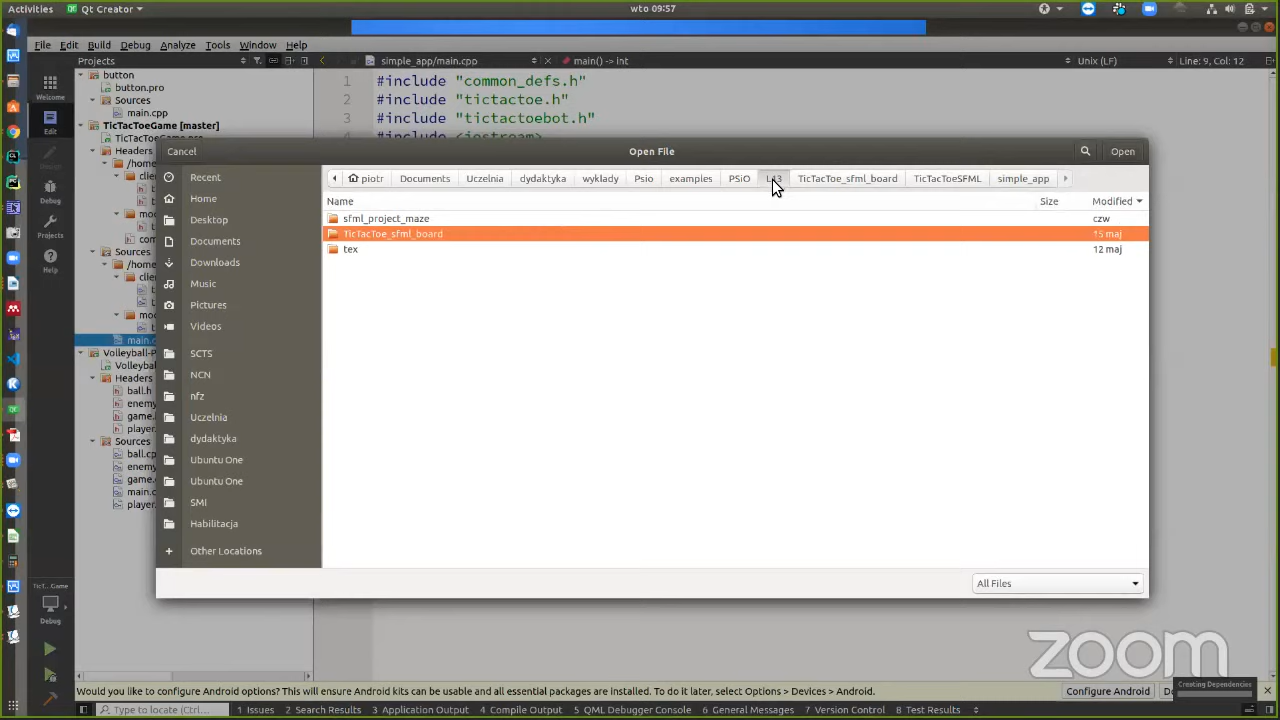 Activities Qt Creator wto 09:57
File Edit Build Debug Analyze Tools Window Help
Projects simple_app/main.cpp main() -> int Unix (LF) Line: 9, Col: 12
button
button.pro
Sources
main.cpp
TicTacToeGame [master]
Headers
Sources
Headers
ball.h
Sources
Welcome
Edit
Debug
Projects
Help
Debug
1 #include "common_defs.h"
2 #include "tictactoe.h"
3 #include "tictactoebot.h"
#include <iostream>
Cancel Open File Open
piotr Documents Uczelnia dydaktyka wykłady Psio examples PSiO L13 TicTacToe_sfml_board TicTacToeSFML simple_app
Name Size Modified
sfml_project_maze czw
TicTacToe_sfml_board 15 maj
tex 12 maj
Recent
Home
Desktop
Documents
Downloads
Music
Pictures
Videos
SCTS
NCN
nfz
Uczelnia
dydaktyka
Ubuntu One
Ubuntu One
SMI
Habilitacja
+ Other Locations
All Files
zoom
Creating Dependencies
Would you like to configure Android options? This will ensure Android kits can be usable and all essential packages are installed. To do it later, select Options > Devices > Android. Configure Android
Type to locate (Ctrl+... 1 Issues 2 Search Results 3 Application Output 4 Compile Output 5 QML Debugger Console 6 General Messages 7 Version Control 8 Test Results